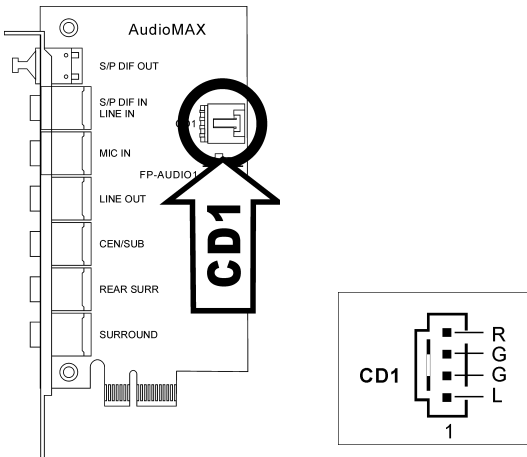 AudioMAX
S/P DIF OUT
S/P DIF IN
LINE IN
CD1
MIC IN
FP-AUDIO1
LINE OUT
CD1
CEN/SUB
REAR SURR
SURROUND
R
G
CD1
G
L
1